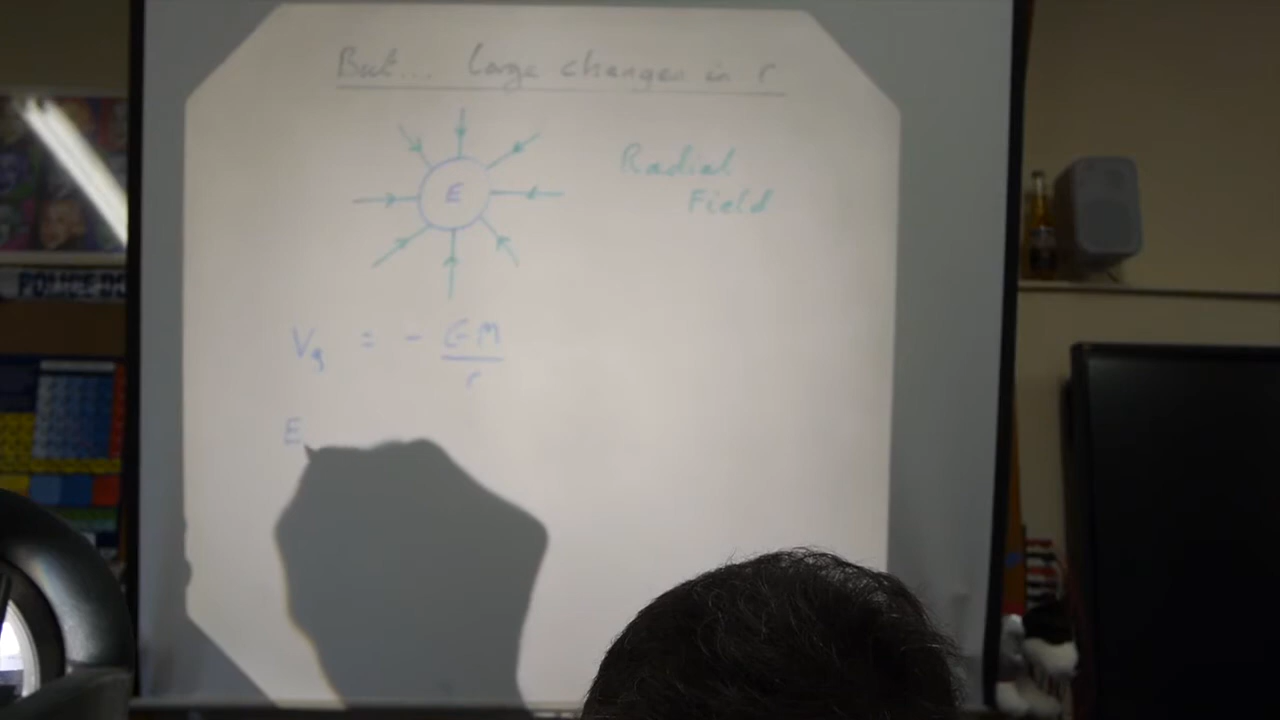 But... Large changes in r
E
Radial
Field
Vg = - GM
r
E